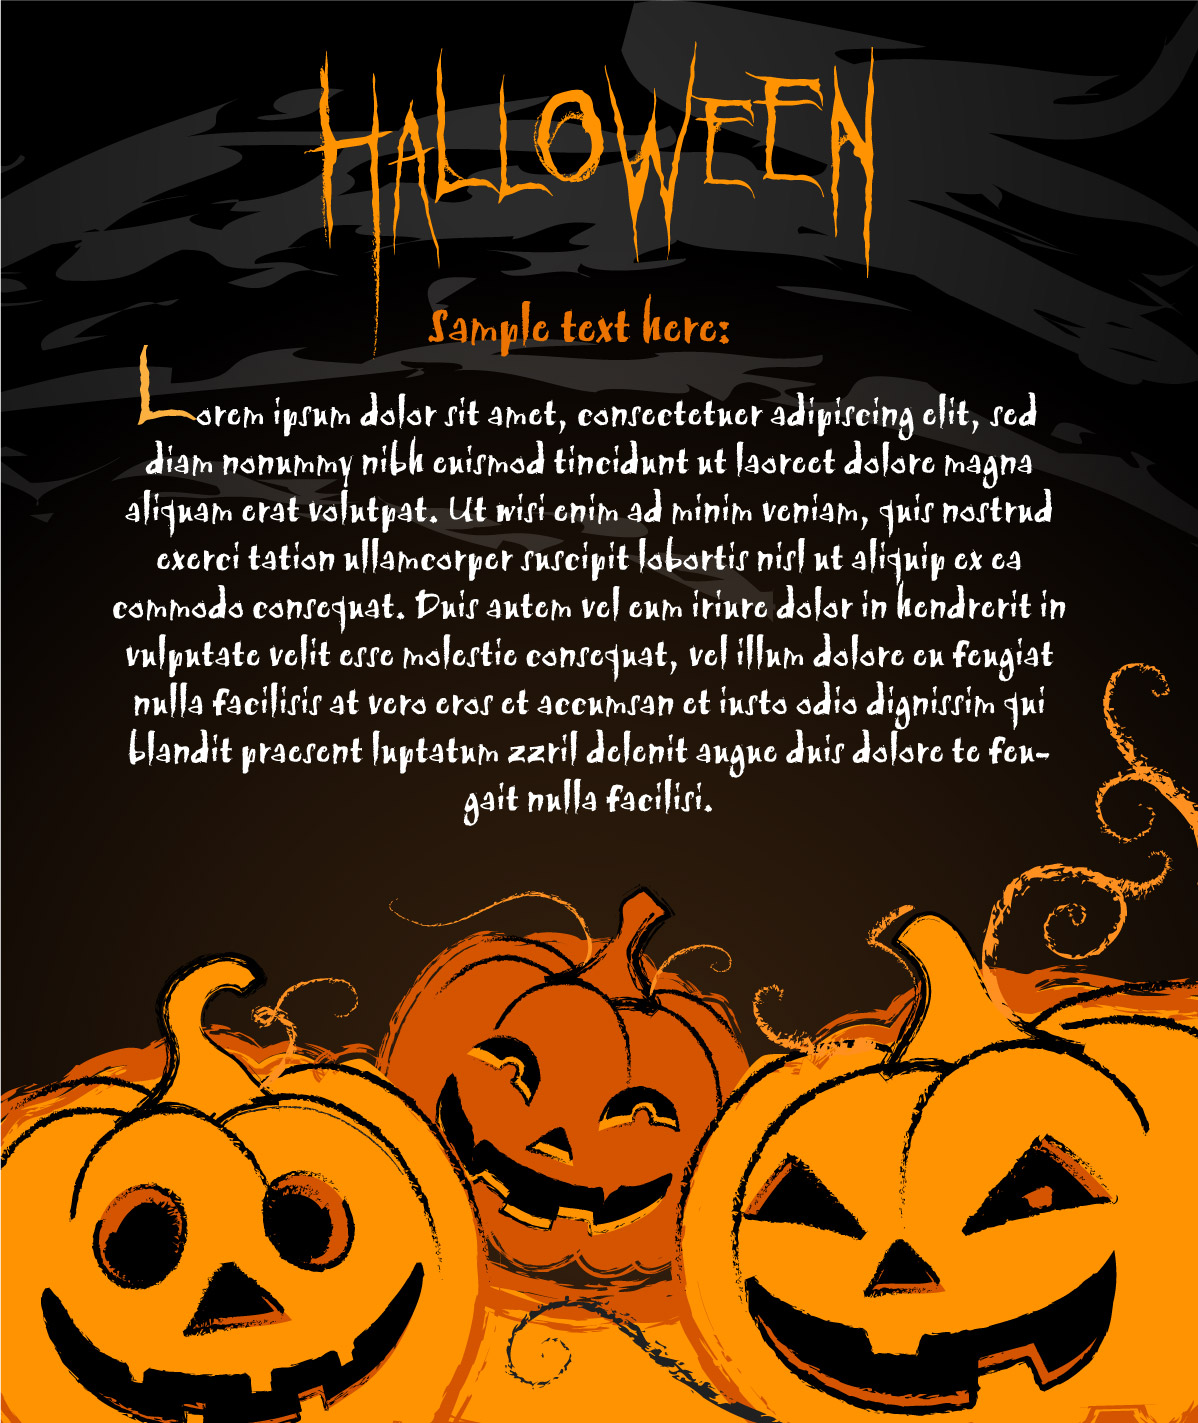 HALLOWEEN
Sample text here:
Lorem ipsum dolor sit amet, consectetuer adipiscing elit, sed
diam nonummy nibh euismod tincidunt ut laoreet dolore magna
aliquam erat volutpat. Ut wisi enim ad minim veniam, quis nostrud
exerci tation ullamcorper suscipit lobortis nisl ut aliquip ex ea
commodo consequat. Duis autem vel eum iriure dolor in hendrerit in
vulputate velit esse molestie consequat, vel illum dolore eu feugiat
nulla facilisis at vero eros et accumsan et iusto odio dignissim qui
blandit praesent luptatum zzril delenit augue duis dolore te feu-
gait nulla facilisi.